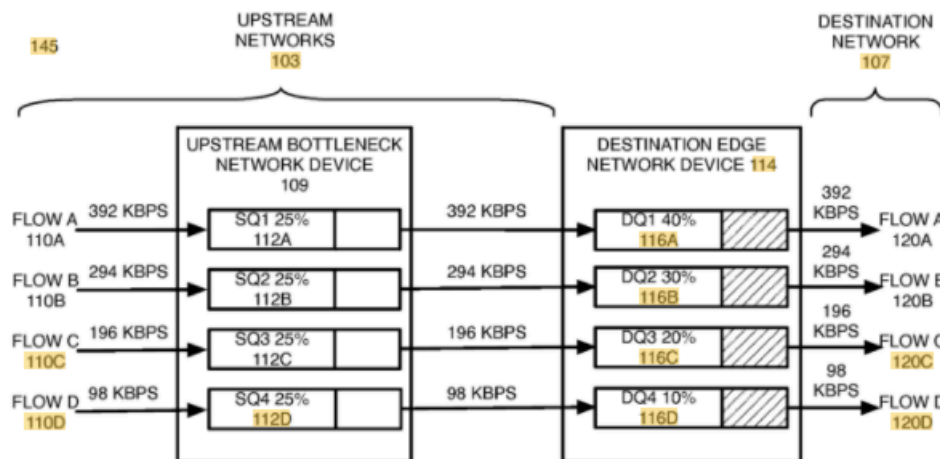 145
UPSTREAM
NETWORKS
103
DESTINATION
NETWORK
107
UPSTREAM BOTTLENECK
NETWORK DEVICE
109
DESTINATION EDGE
NETWORK DEVICE 114
FLOW A
110A
392 KBPS
SQ1 25%
112A
392 KBPS
DQ1 40%
116A
392
KBPS
FLOW A
120A
FLOW B
110B
294 KBPS
SQ2 25%
112B
294 KBPS
DQ2 30%
116B
294
KBPS
FLOW B
120B
FLOW C
110C
196 KBPS
SQ3 25%
112C
196 KBPS
DQ3 20%
116C
196
KBPS
FLOW C
120C
FLOW D
110D
98 KBPS
SQ4 25%
112D
98 KBPS
DQ4 10%
116D
98
KBPS
FLOW D
120D